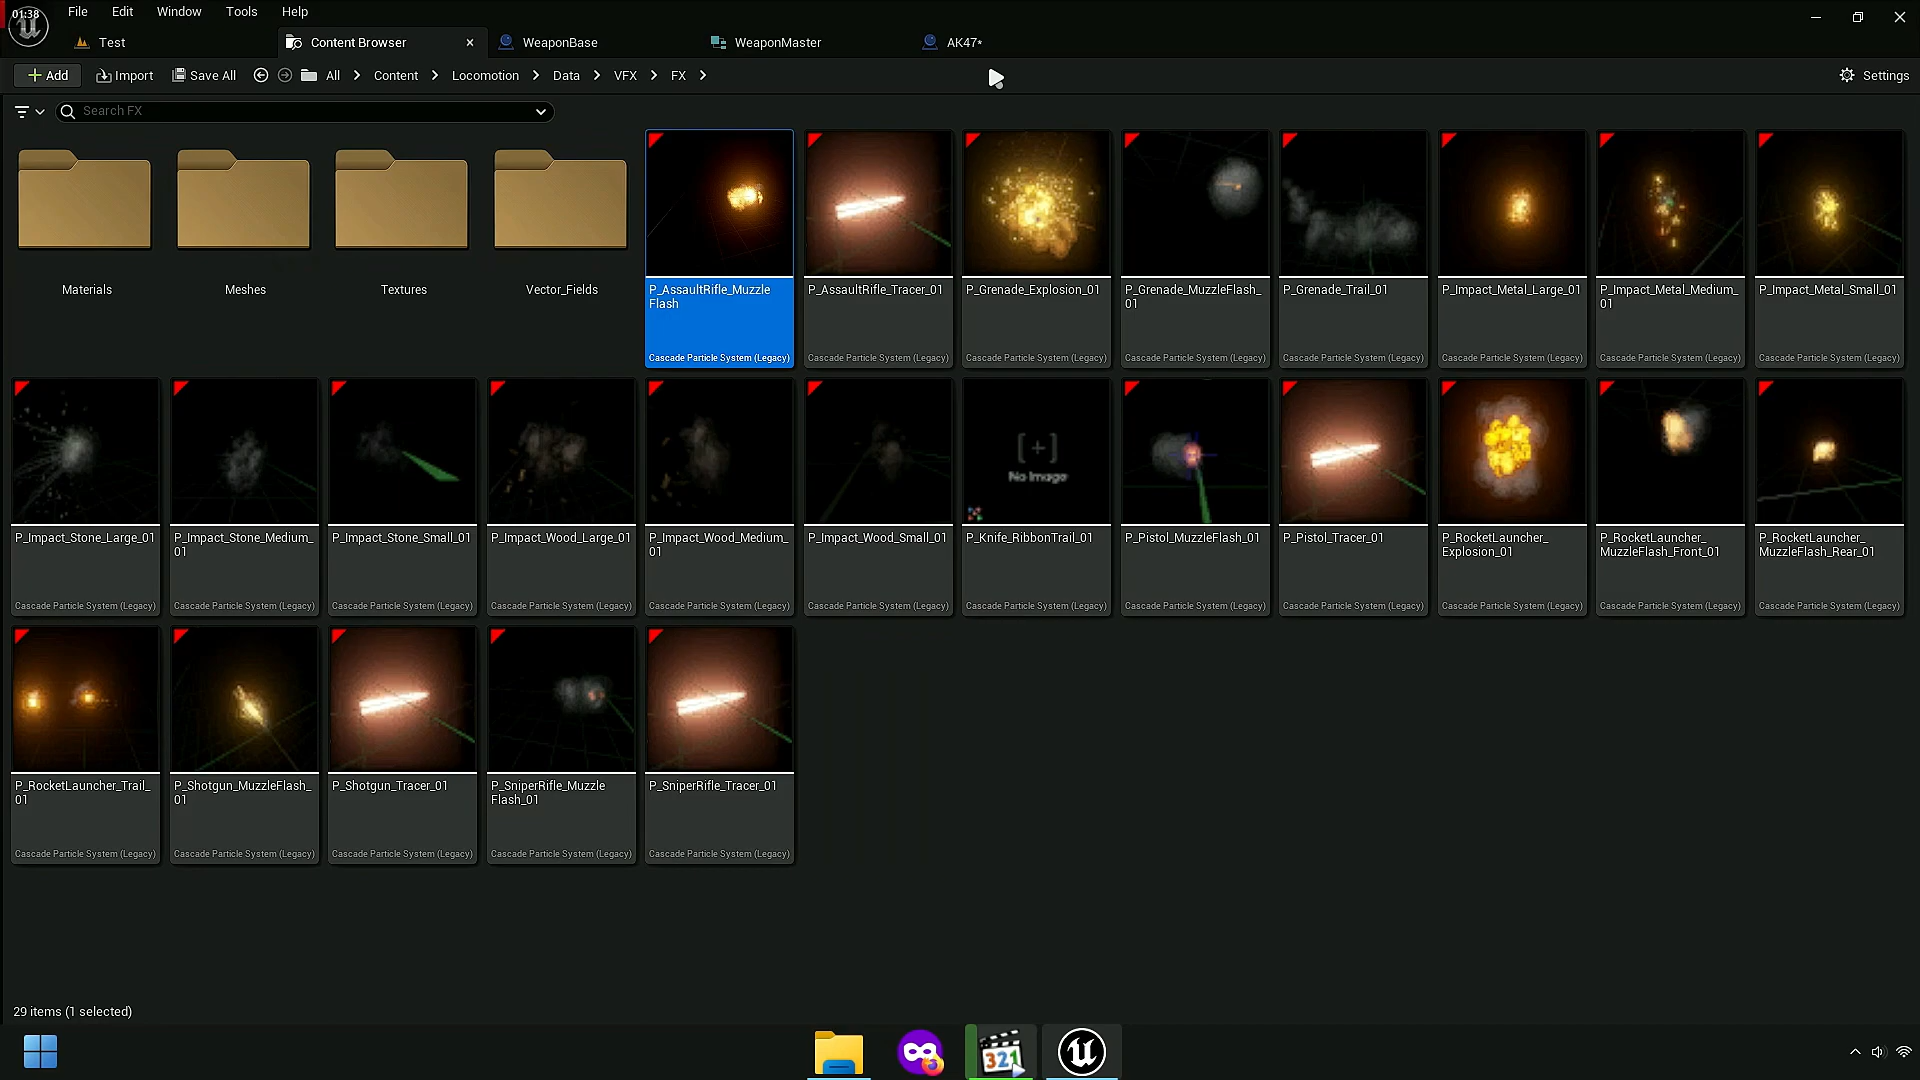 01:38
File Edit Window Tools Help
Test Content Browser WeaponBase WeaponMaster AK47*
Add Import Save All All Content Locomotion Data VFX FX Settings
Search FX
Materials Meshes Textures Vector_Fields
P_AssaultRifle_Muzzle
Flash
Cascade Particle System (Legacy)
P_AssaultRifle_Tracer_01
Cascade Particle System (Legacy)
P_Grenade_Explosion_01
Cascade Particle System (Legacy)
P_Grenade_MuzzleFlash_
01
Cascade Particle System (Legacy)
P_Grenade_Trail_01
Cascade Particle System (Legacy)
P_Impact_Metal_Large_01
Cascade Particle System (Legacy)
P_Impact_Metal_Medium_
01
Cascade Particle System (Legacy)
P_Impact_Metal_Small_01
Cascade Particle System (Legacy)
P_Impact_Stone_Large_01
Cascade Particle System (Legacy)
P_Impact_Stone_Medium_
01
Cascade Particle System (Legacy)
P_Impact_Stone_Small_01
Cascade Particle System (Legacy)
P_Impact_Wood_Large_01
Cascade Particle System (Legacy)
P_Impact_Wood_Medium_
01
Cascade Particle System (Legacy)
P_Impact_Wood_Small_01
Cascade Particle System (Legacy)
[+]
No Image
P_Knife_RibbonTrail_01
Cascade Particle System (Legacy)
P_Pistol_MuzzleFlash_01
Cascade Particle System (Legacy)
P_Pistol_Tracer_01
Cascade Particle System (Legacy)
P_RocketLauncher_
Explosion_01
Cascade Particle System (Legacy)
P_RocketLauncher_
MuzzleFlash_Front_01
Cascade Particle System (Legacy)
P_RocketLauncher_
MuzzleFlash_Rear_01
Cascade Particle System (Legacy)
P_RocketLauncher_Trail_
01
Cascade Particle System (Legacy)
P_Shotgun_MuzzleFlash_
01
Cascade Particle System (Legacy)
P_Shotgun_Tracer_01
Cascade Particle System (Legacy)
P_SniperRifle_Muzzle
Flash_01
Cascade Particle System (Legacy)
P_SniperRifle_Tracer_01
Cascade Particle System (Legacy)
29 items (1 selected)
321